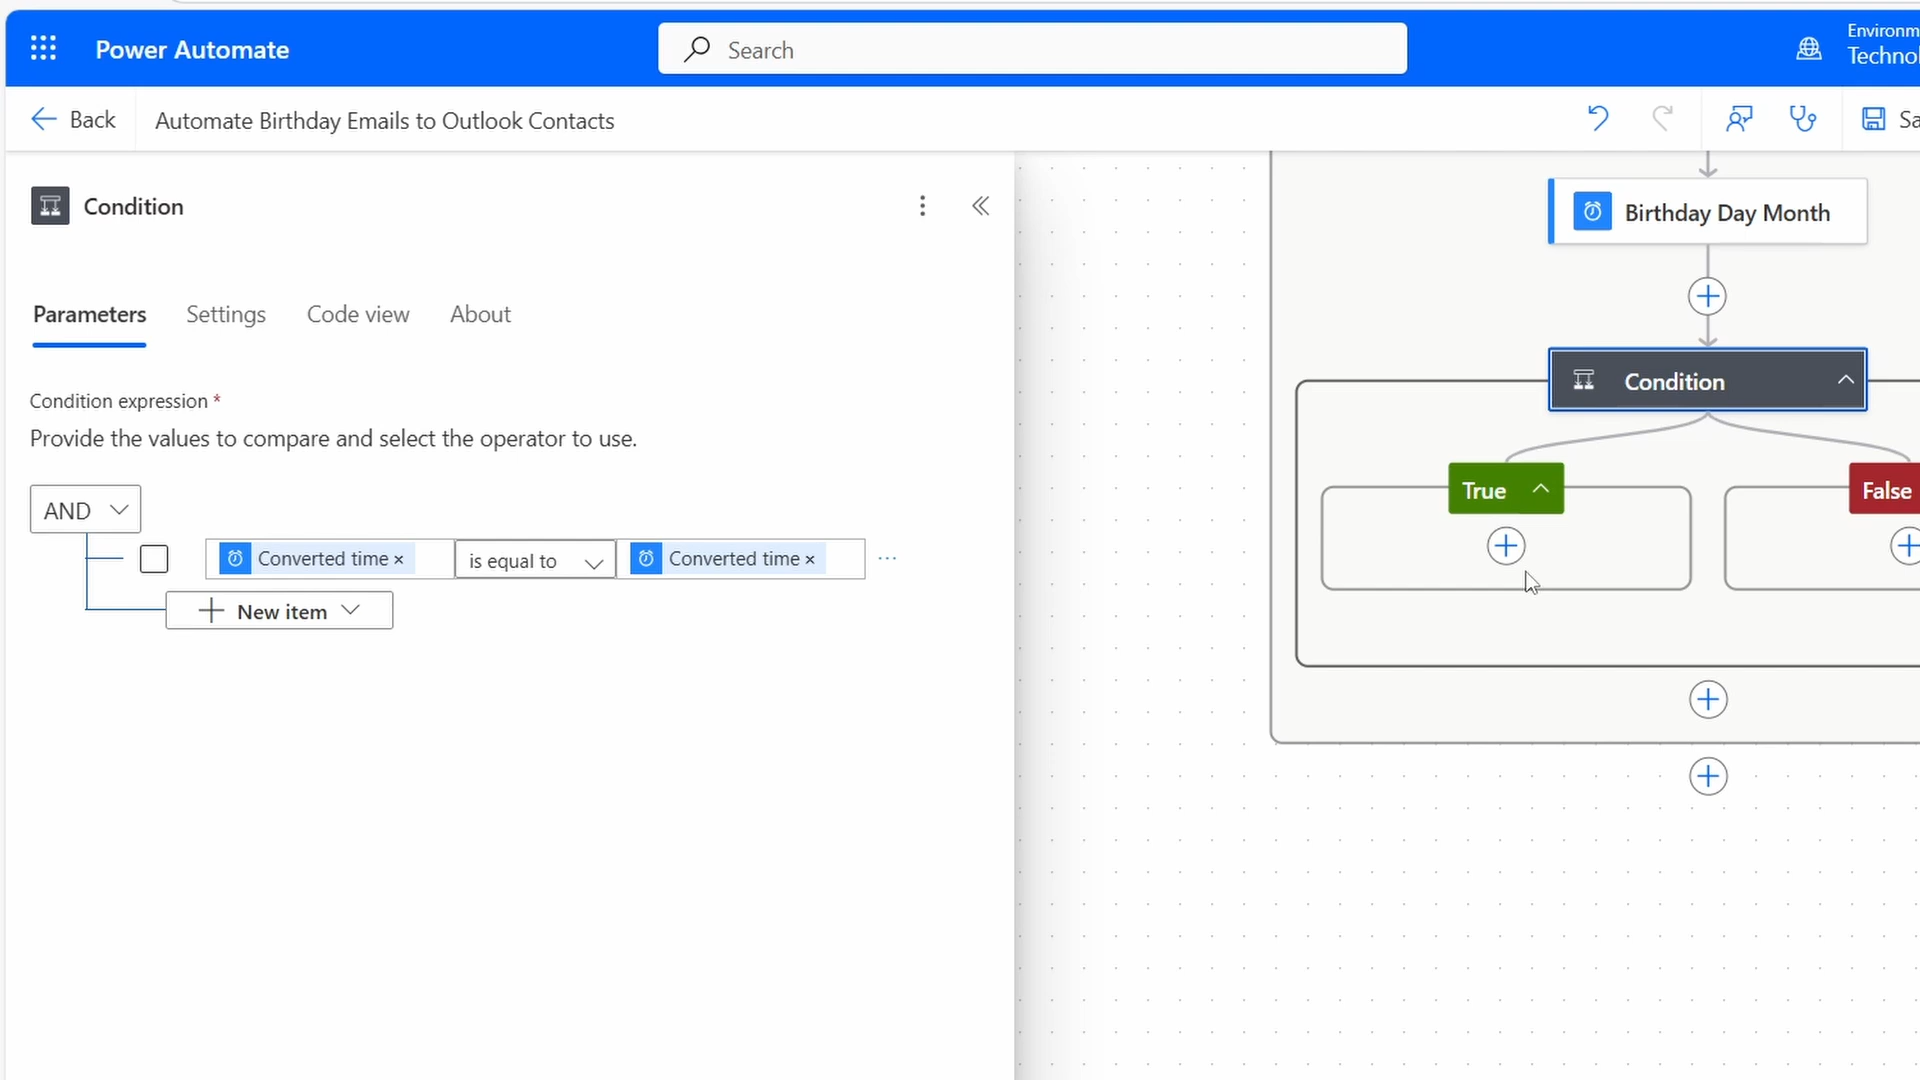 Power Automate
Search
Environm
Technol
Back
Automate Birthday Emails to Outlook Contacts
Sa
Condition
Parameters
Settings
Code view
About
Condition expression *
Provide the values to compare and select the operator to use.
AND
Converted time ×
is equal to
Converted time ×
...
New item
Birthday Day Month
Condition
True
False